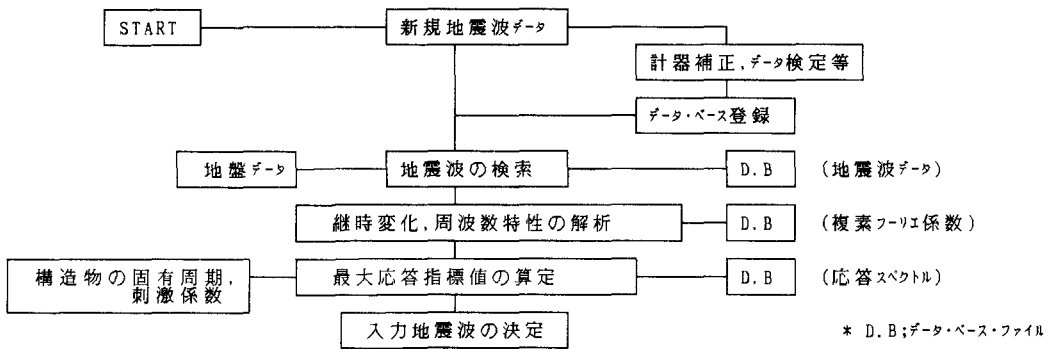 START
新規地震波データ
計器補正,データ検定等
データ・ベース登録
地盤データ
地震波の検索
D.B
(地震波データ)
継時変化,周波数特性の解析
D.B
(複素フーリエ係数)
構造物の固有周期,
刺激係数
最大応答指標値の算定
D.B
(応答スペクトル)
入力地震波の決定
* D.B;データ・ベース・ファイル